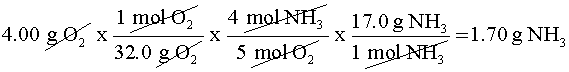 4.00 g O₂ x 1 mol O₂ / 32.0 g O₂ x 4 mol NH₃ / 5 mol O₂ x 17.0 g NH₃ / 1 mol NH₃ =1.70 g NH₃